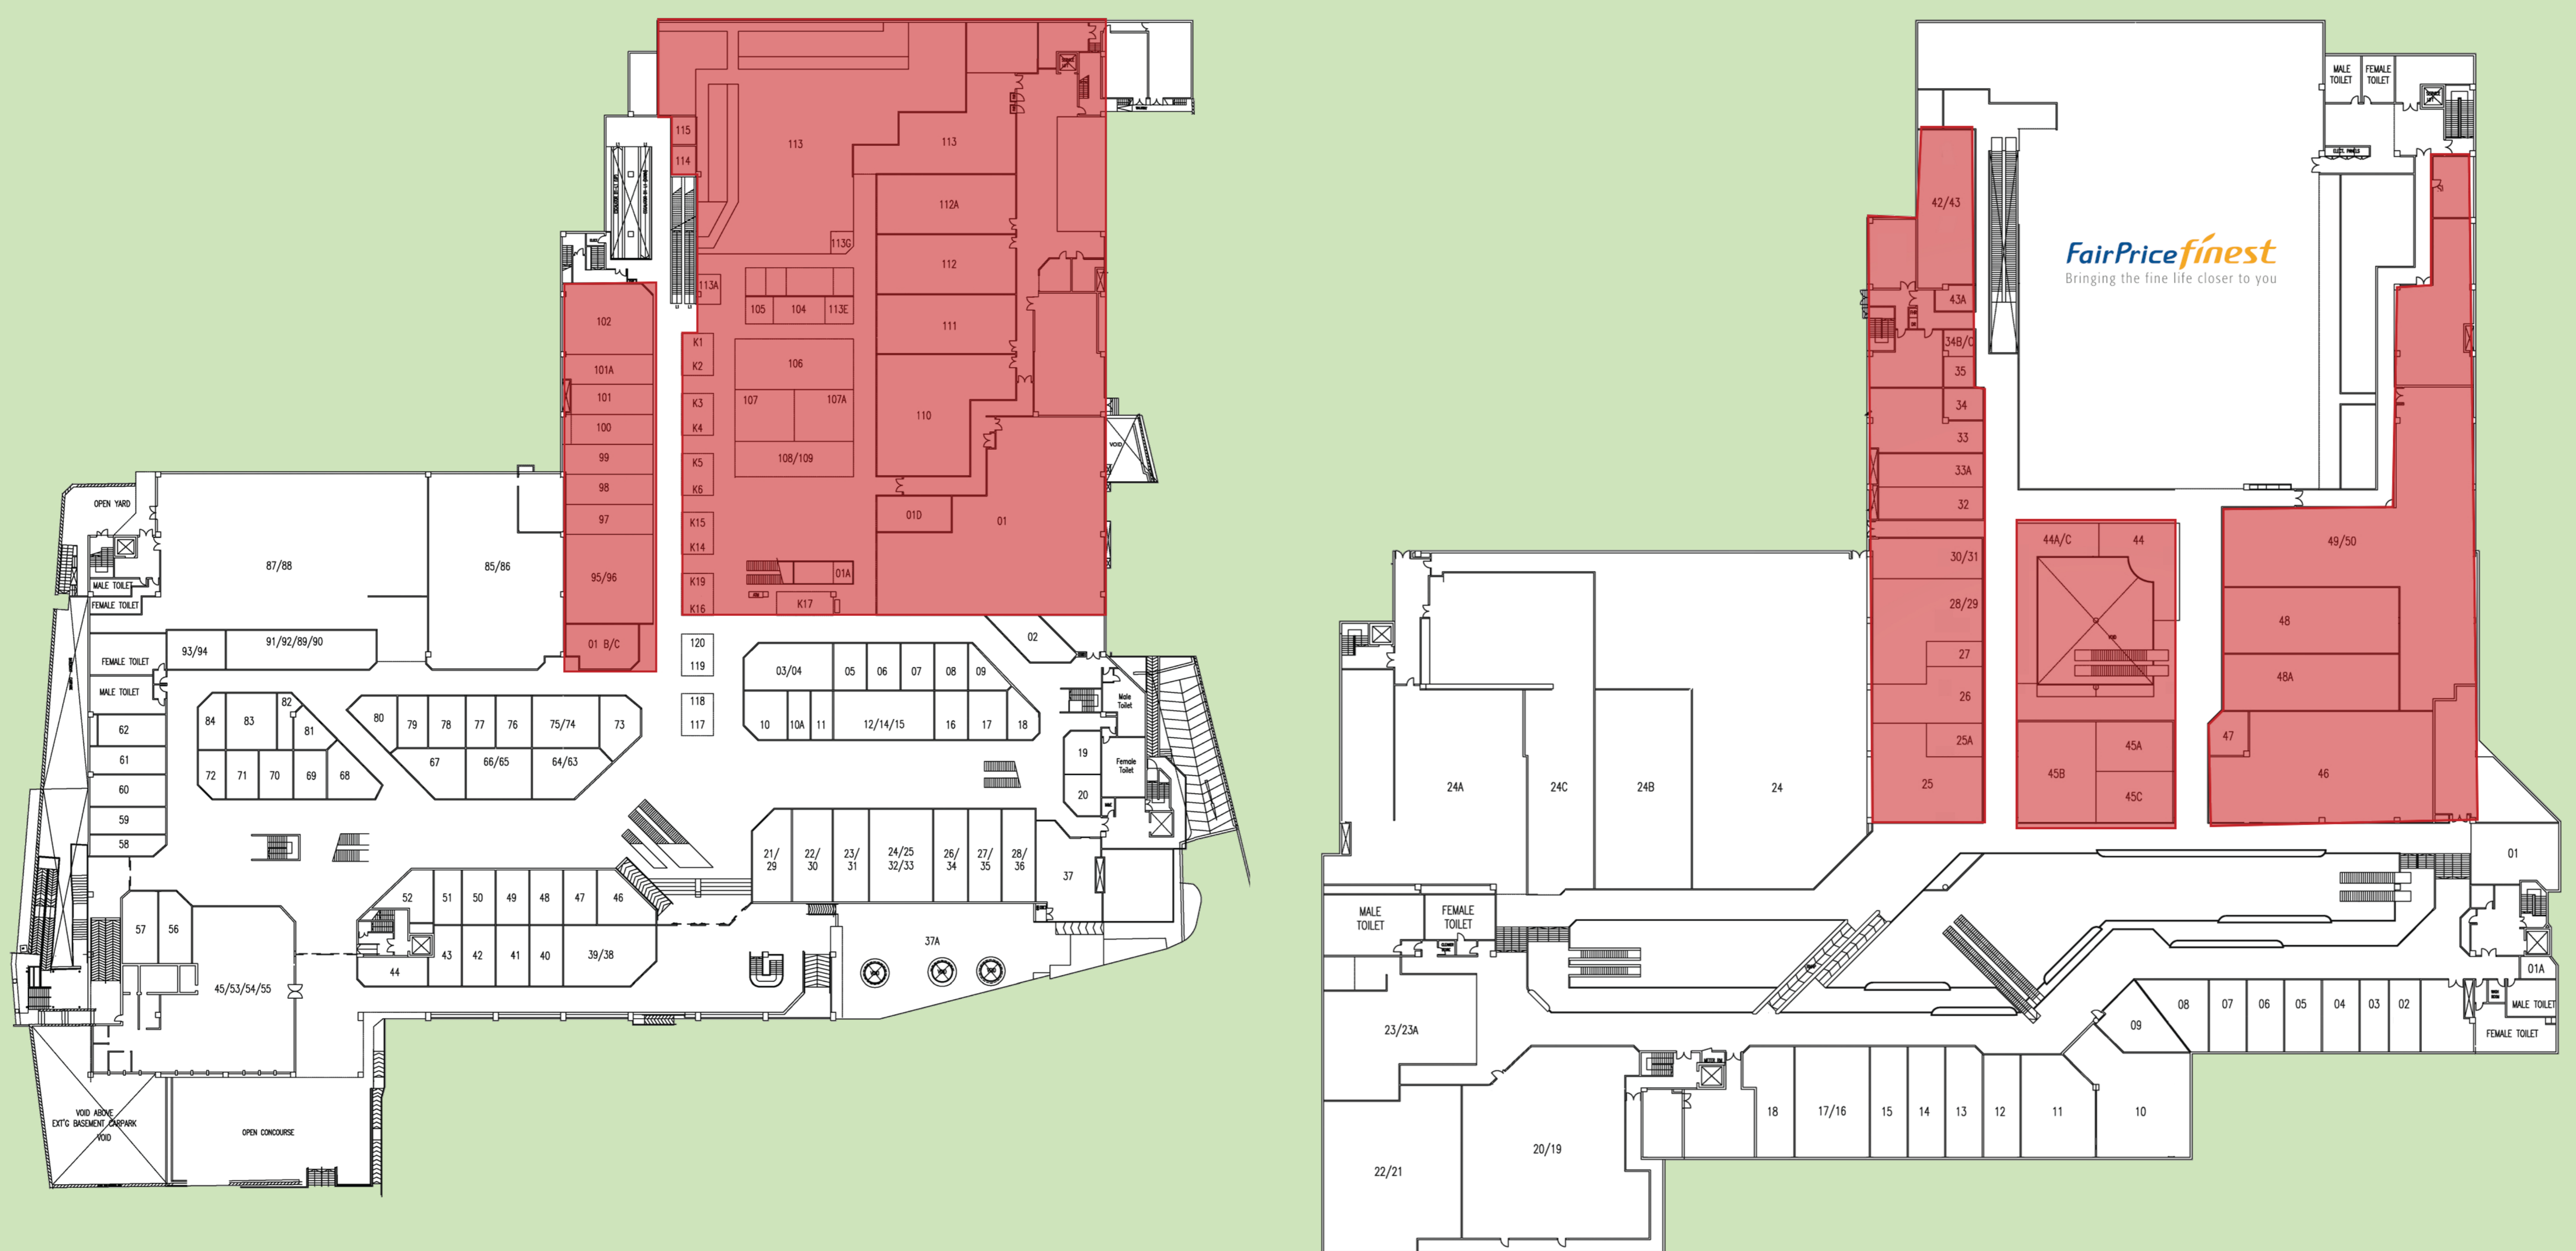 115
114
113
113
112A
113G
112
113A
102
105
104
113E
111
K1
K2
101A
106
101
K3
107
107A
K4
110
100
VOID
99
K5
108/109
98
K6
OPEN YARD
97
K15
01D
01
K14
87/88
85/86
95/96
K19
01A
MALE TOILET
FEMALE TOILET
K16
K17
93/94
91/92/89/90
01 B/C
120
119
02
FEMALE TOILET
MALE TOILET
03/04
05
06
07
08
09
118
117
10
10A
11
12/14/15
16
17
18
Male
Toilet
62
84
83
82
81
80
79
78
77
76
75/74
73
61
72
71
70
69
68
67
66/65
64/63
19
Female
Toilet
60
20
59
58
21/
29
22/
30
23/
31
24/25
32/33
26/
34
27/
35
28/
36
37
52
51
50
49
48
47
46
57
56
37A
44
43
42
41
40
39/38
45/53/54/55
VOID ABOVE
EXT'G BASEMENT CARPARK
VOID
OPEN CONCOURSE
MALE
TOILET
FEMALE
TOILET
42/43
FairPrice finest
Bringing the fine life closer to you
43A
34B/C
35
34
33
33A
32
44A/C
44
49/50
30/31
28/29
48
27
48A
26
25A
45A
47
45B
46
25
45C
24A
24C
24B
24
01
MALE
TOILET
FEMALE
TOILET
01A
23/23A
09
08
07
06
05
04
03
02
MALE TOILET
FEMALE TOILET
18
17/16
15
14
13
12
11
10
20/19
22/21